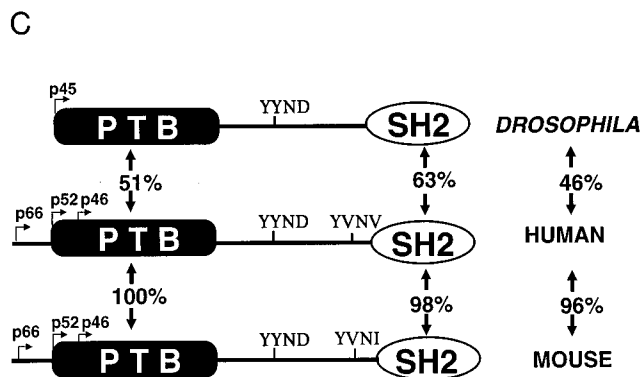 C
p45
YYND
PTB
SH2
DROSOPHILA
51%
63%
46%
p66
p52
p46
YYND
YVNV
PTB
SH2
HUMAN
100%
98%
96%
p66
p52
p46
YYND
YVNI
PTB
SH2
MOUSE